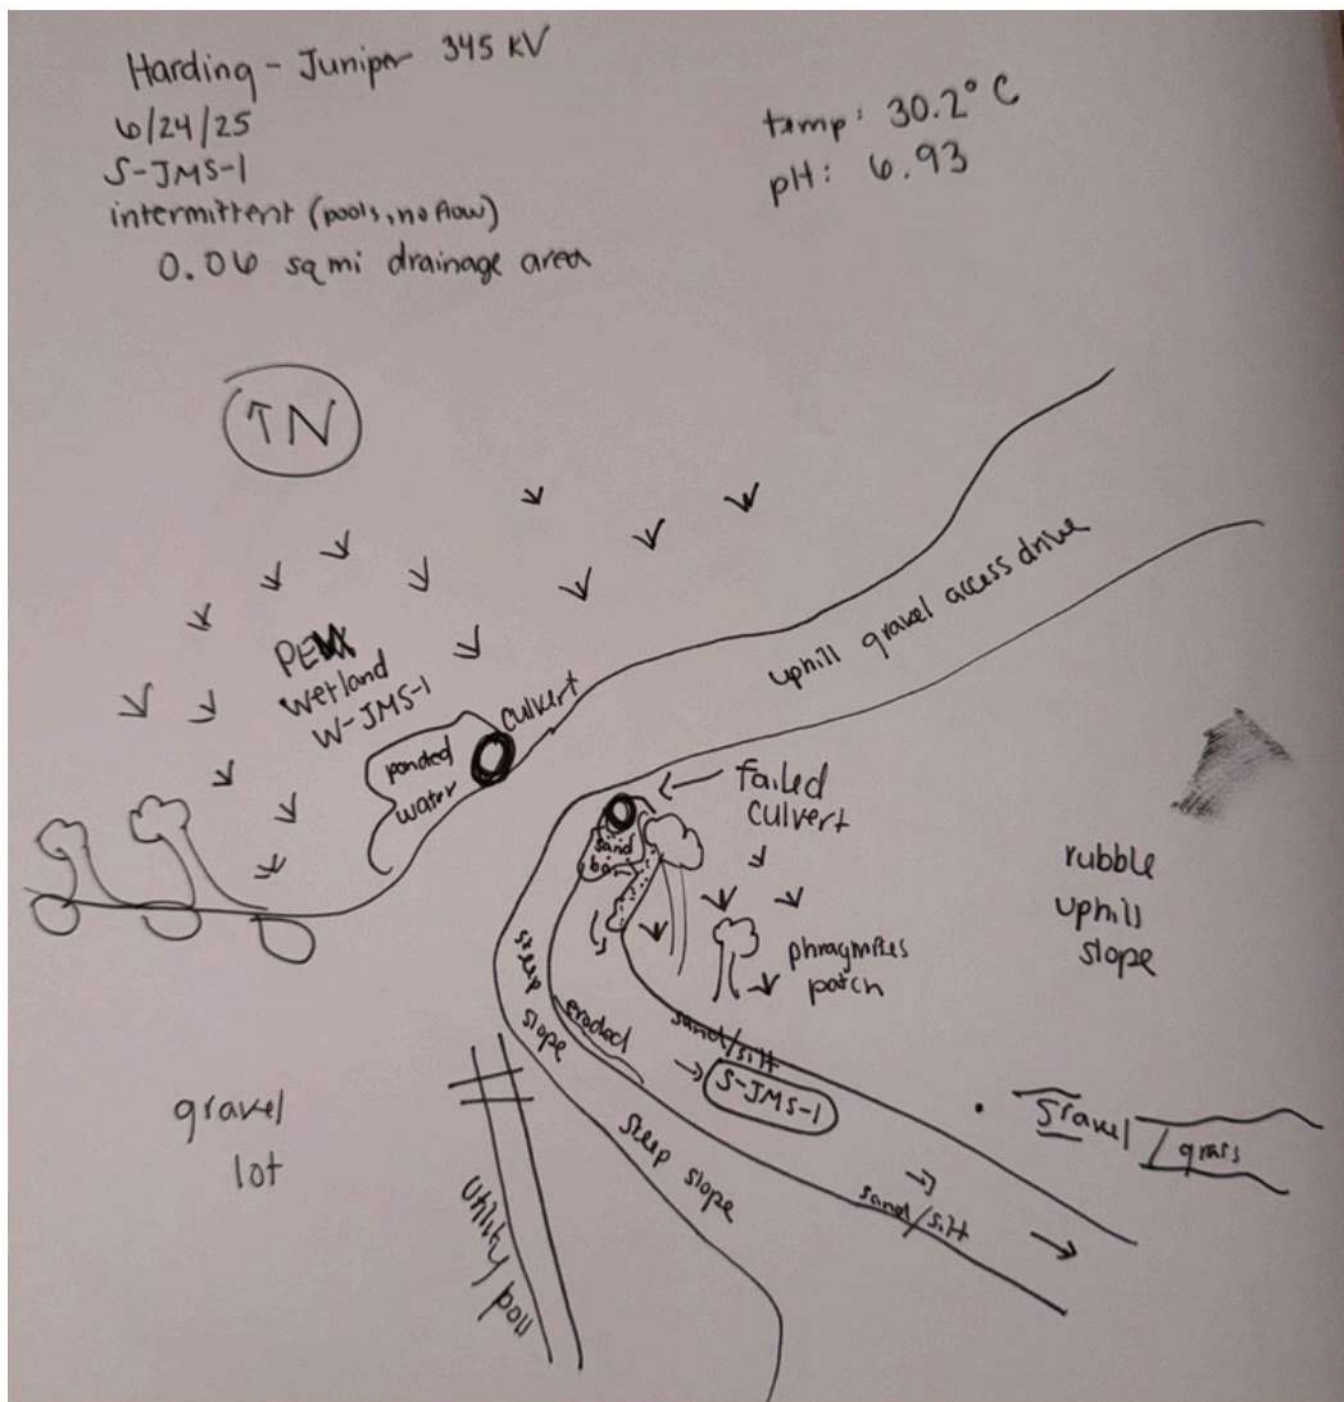 Harding - Juniper 345 KV
6/24/25
S-JMS-1
intermittent (pools, no flow)
0.06 sq mi drainage area
temp: 30.2° C
pH: 6.93
↑N
uphill gravel access drive
wetland
W-JMS-1
culvert
ponded
water
failed
culvert
sand
bar
rubble
uphill
slope
phragmites
patch
steep
slope
eroded
sand/silt
→ S-JMS-1
gravel
grass
gravel
lot
steep slope
sand/silt
utility poll